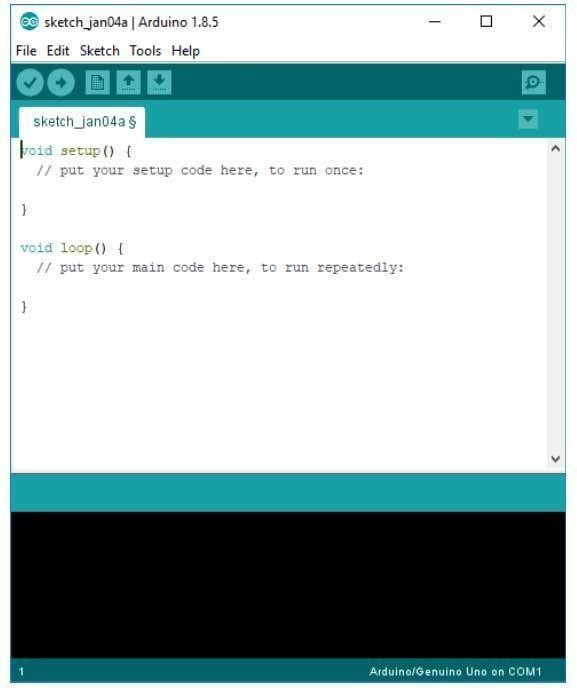 sketch_jan04a | Arduino 1.8.5
File Edit Sketch Tools Help
sketch_jan04a §
void setup() {
// put your setup code here, to run once:
}
void loop() {
// put your main code here, to run repeatedly:
}
1
Arduino/Genuino Uno on COM1